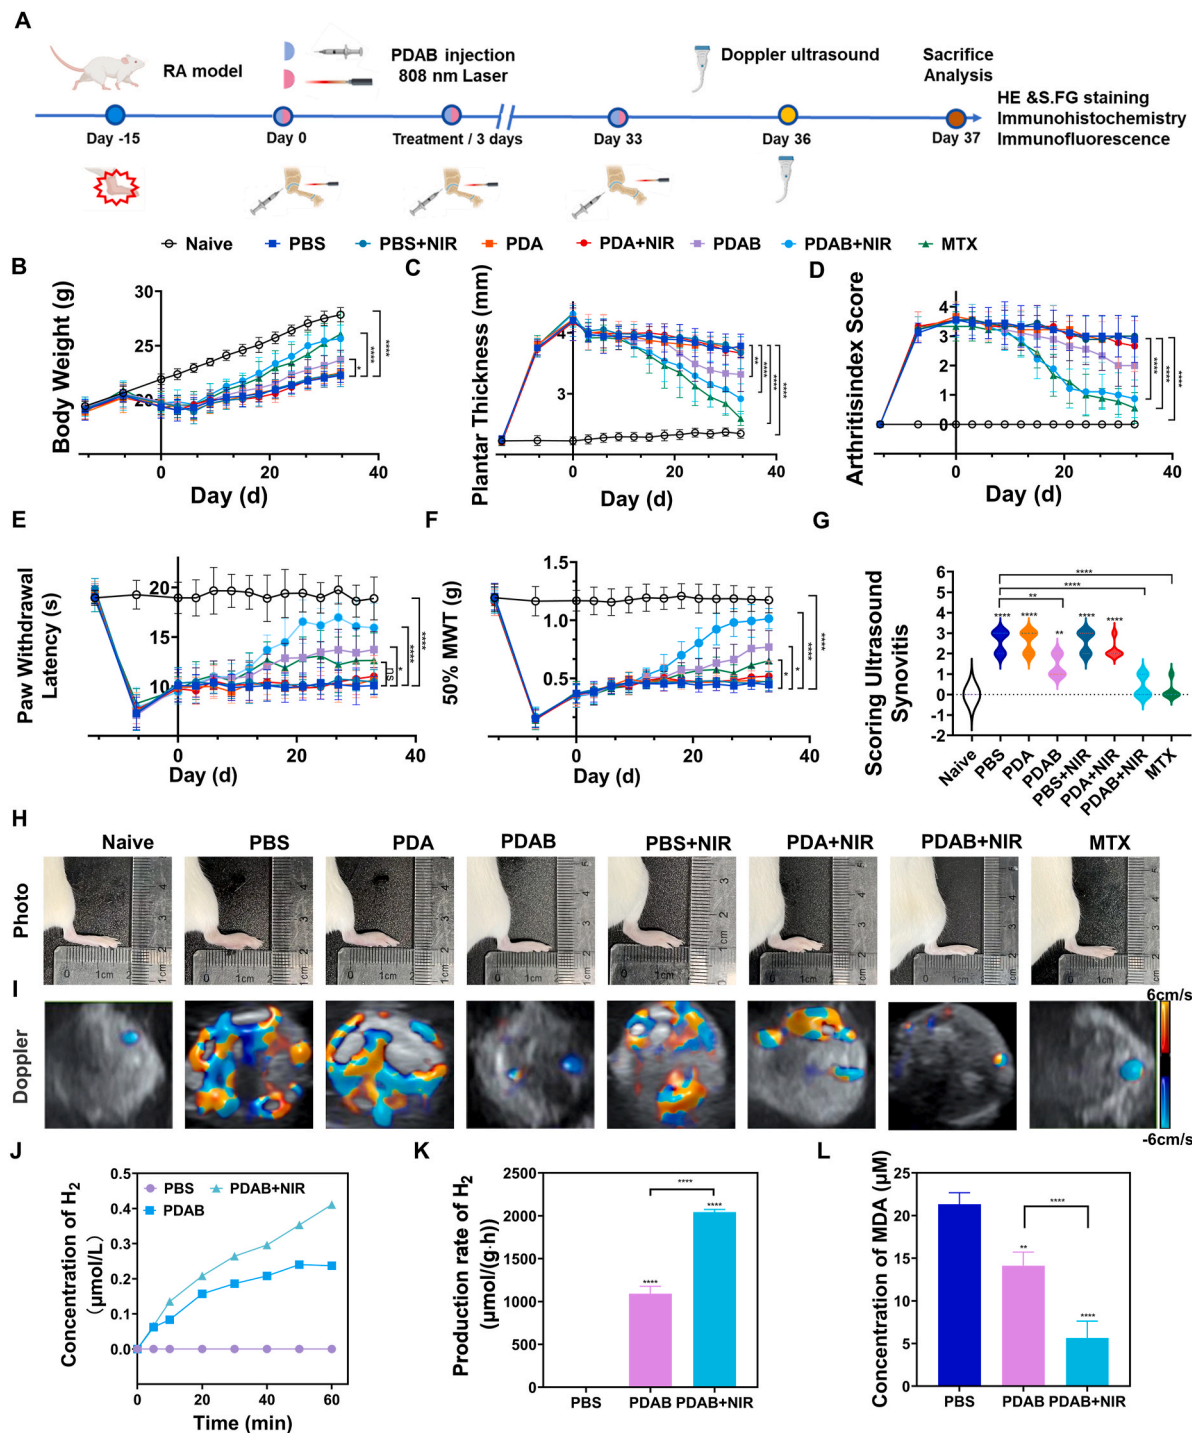 A
RA model
PDAB injection
808 nm Laser
Doppler ultrasound
Sacrifice
Analysis
HE &S.FG staining
Immunohistochemistry
Immunofluorescence
Day -15
Day 0
Treatment / 3 days
Day 33
Day 36
Day 37
Naive
PBS
PBS+NIR
PDA
PDA+NIR
PDAB
PDAB+NIR
MTX
B
Body Weight (g)
30
25
20
0
20
40
Day (d)
*
****
****
C
Plantar Thickness (mm)
4
3
0
20
40
Day (d)
**
****
****
****
D
Arthritisindex Score
4
3
2
1
0
0
20
40
Day (d)
****
****
****
E
Paw Withdrawal
Latency (s)
20
15
10
0
20
40
Day (d)
ns
*
****
****
F
50% MWT (g)
1.5
1.0
0.5
0
20
40
Day (d)
*
*
****
****
G
Scoring Ultrasound
Synovitis
6
5
4
3
2
1
0
-1
-2
****
****
**
****
****
**
****
****
Naive
PBS
PDA
PDAB
PBS+NIR
PDA+NIR
PDAB+NIR
MTX
H
Naive
PBS
PDA
PDAB
PBS+NIR
PDA+NIR
PDAB+NIR
MTX
Photo
I
Doppler
6cm/s
-6cm/s
J
Concentration of H2
(μmol/L)
0.5
0.4
0.3
0.2
0.1
0.0
PBS
PDAB+NIR
PDAB
0
20
40
60
Time (min)
K
Production rate of H2
(μmol/(g·h))
2500
2000
1500
1000
500
0
****
****
****
PBS
PDAB
PDAB+NIR
L
Concentration of MDA (μM)
25
20
15
10
5
0
****
**
****
PBS
PDAB
PDAB+NIR